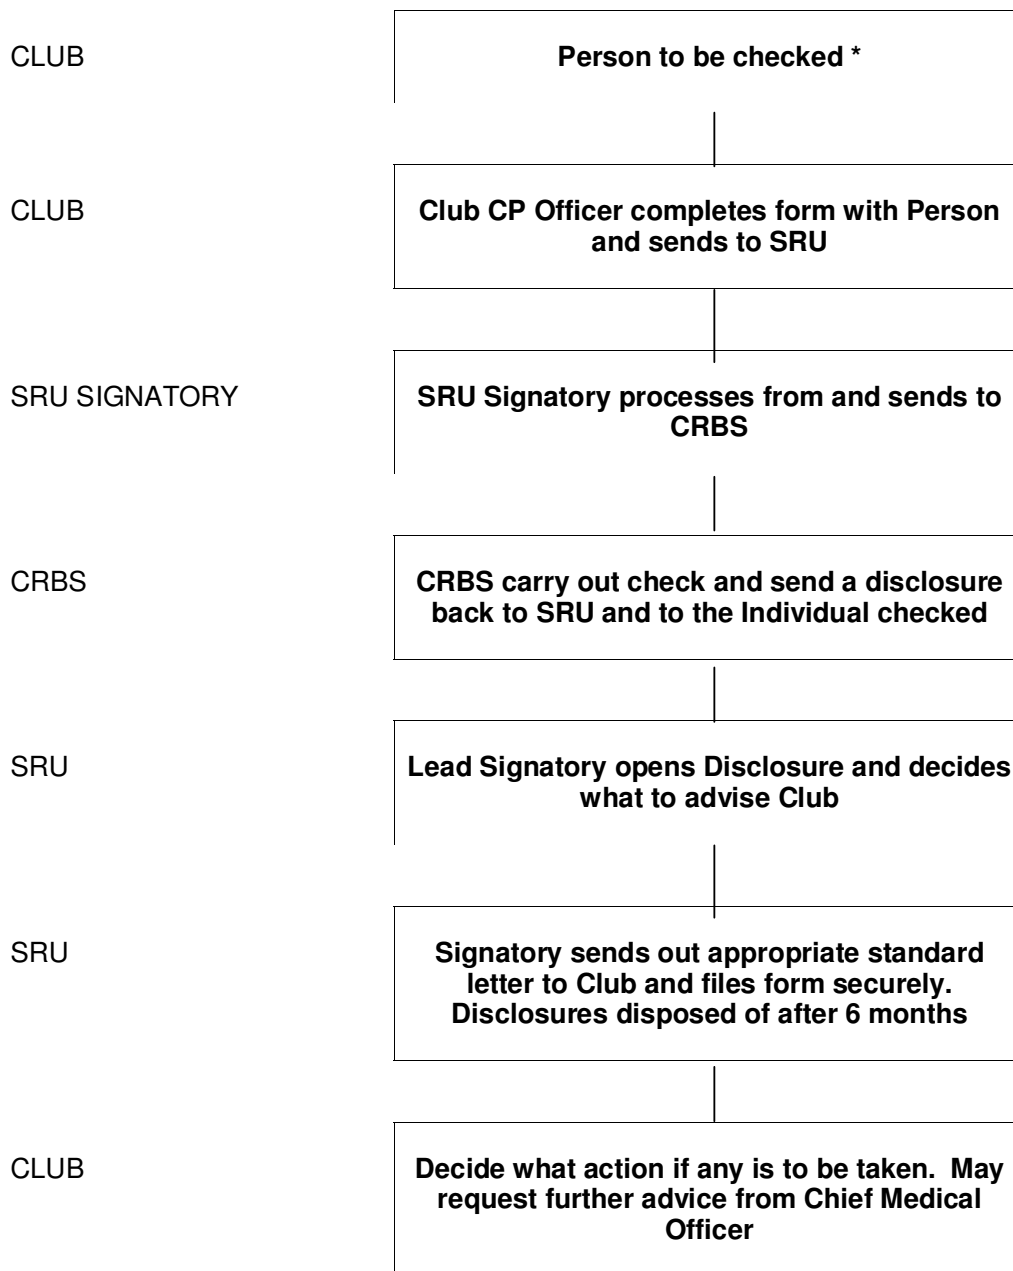 CLUB
Person to be checked *
CLUB
Club CP Officer completes form with Person
and sends to SRU
SRU SIGNATORY
SRU Signatory processes from and sends to
CRBS
CRBS
CRBS carry out check and send a disclosure
back to SRU and to the Individual checked
SRU
Lead Signatory opens Disclosure and decides
what to advise Club
SRU
Signatory sends out appropriate standard
letter to Club and files form securely.
Disclosures disposed of after 6 months
CLUB
Decide what action if any is to be taken.  May
request further advice from Chief Medical
Officer